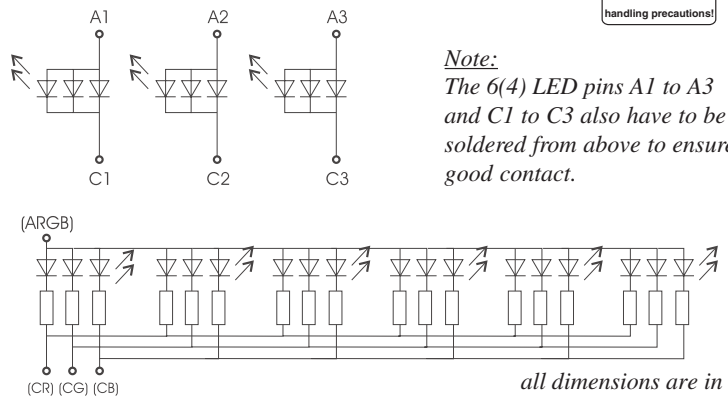 handling precautions!
A1 A2 A3
Note:
The 6(4) LED pins A1 to A3
and C1 to C3 also have to be
soldered from above to ensure
good contact.
C1 C2 C3
(ARGB)
(CR) (CG) (CB)
all dimensions are in